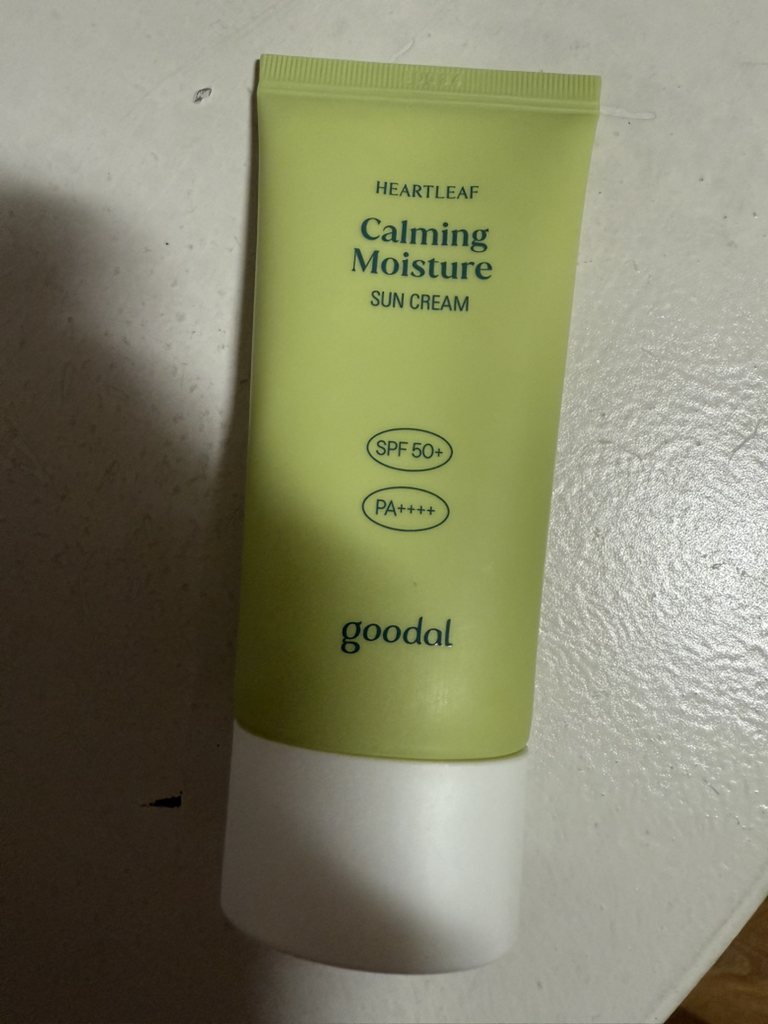 HEARTLEAF
Calming
Moisture
SUN CREAM
SPF 50+
PA++++
goodal